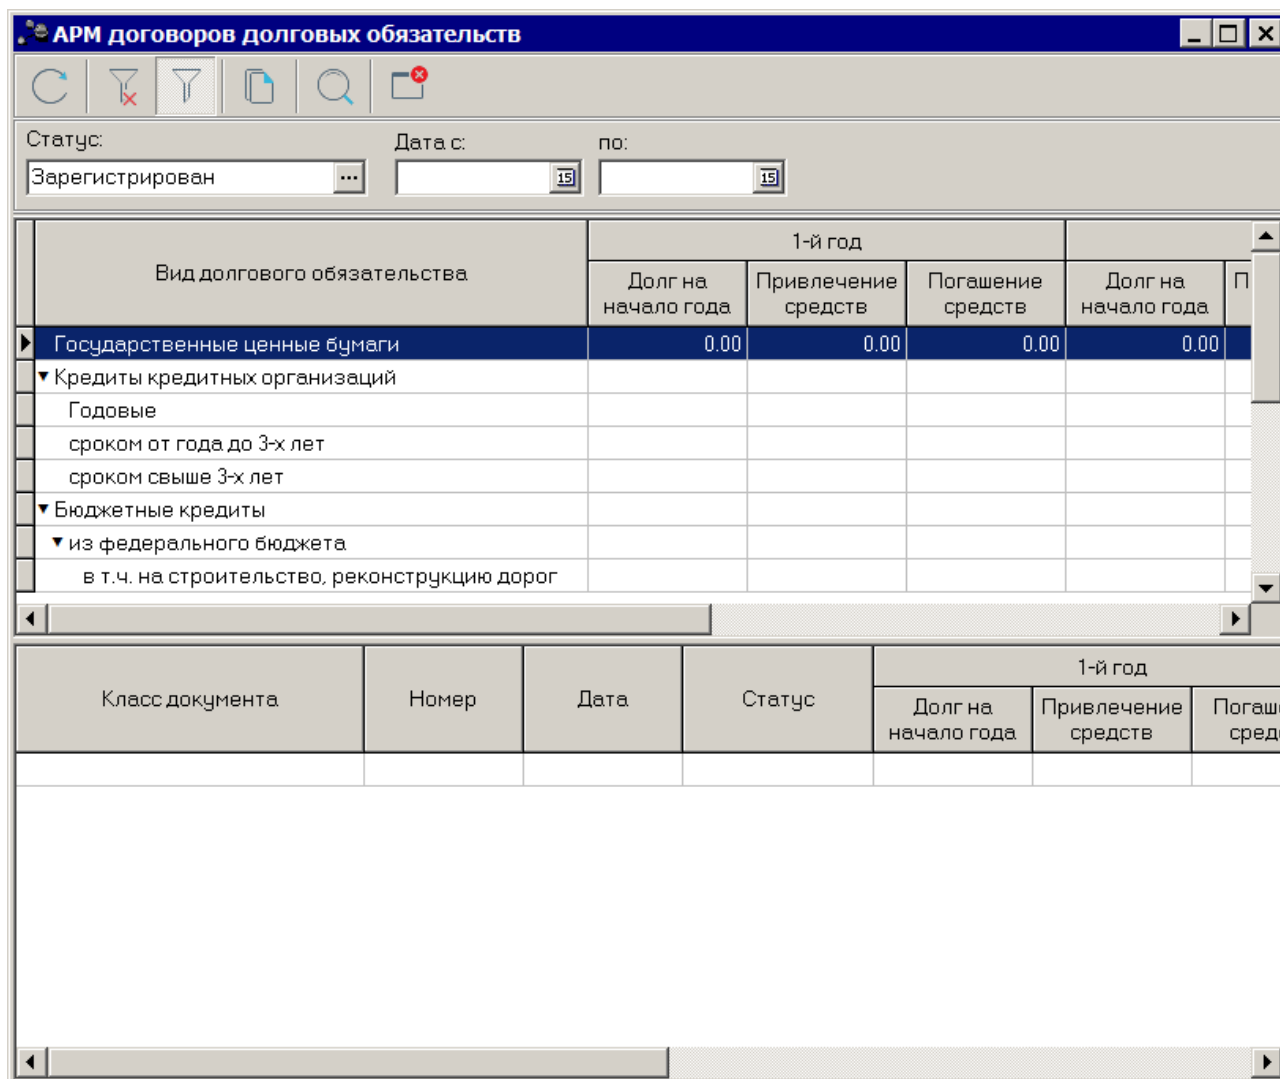 АРМ договоров долговых обязательств
Статус: Дата с: по:
Зарегистрирован ... 15 15
Вид долгового обязательства 1-й год
Долг на начало года Привлечение средств Погашение средств Долг на начало года П
Государственные ценные бумаги 0.00 0.00 0.00 0.00
Кредиты кредитных организаций
Годовые
сроком от года до 3-х лет
сроком свыше 3-х лет
Бюджетные кредиты
из федерального бюджета
в т.ч. на строительство, реконструкцию дорог
Класс документа Номер Дата Статус 1-й год
Долг на начало года Привлечение средств Погаш сред